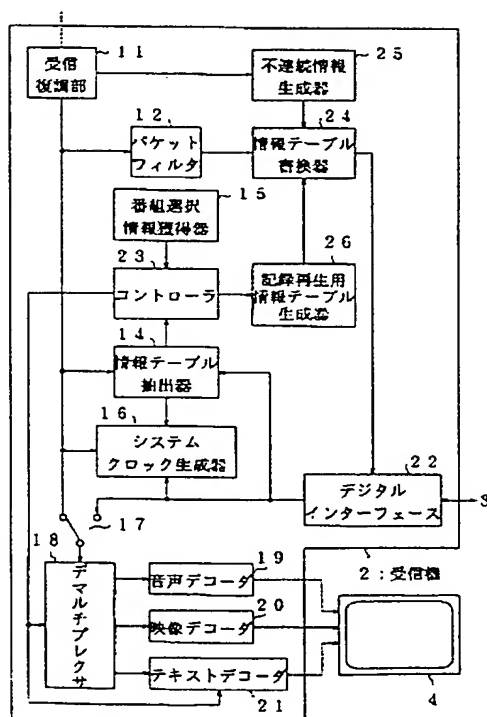 11
受信
復調部
25
不連続情報
生成器
12
パケット
フィルタ
24
情報テーブル
置換器
15
番組選択
情報獲得器
23
コントローラ
26
記録再生用
情報テーブル
生成器
14
情報テーブル
抽出器
16
システム
クロック生成器
22
デジタル
インターフェース
3
17
18
デマルチプレクサ
19
音声デコーダ
20
映像デコーダ
テキストデコーダ
21
2:受信機
4